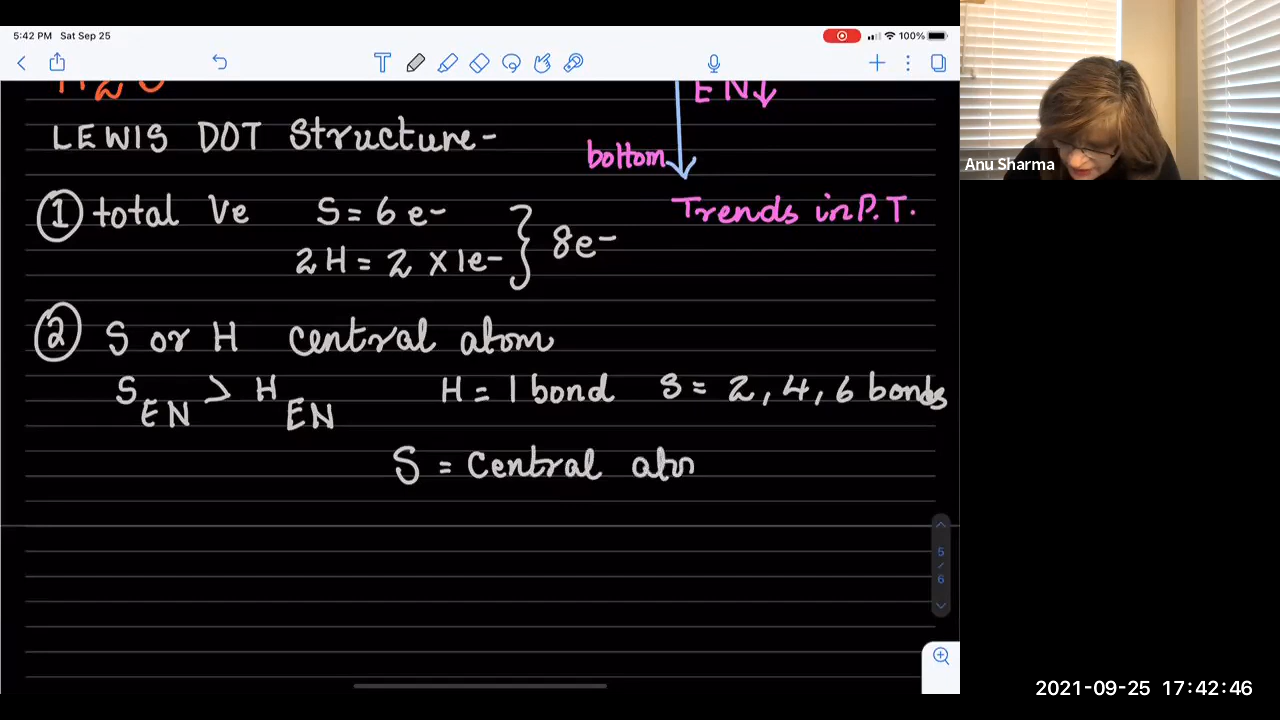 5:42 PM Sat Sep 25
100%
EN↓
LEWIS DOT Structure-
bottom
Anu Sharma
① total Ve S = 6 e-
Trends in P.T.
2H = 2 X 1e- } 8e-
② S or H central atom
S EN > H EN H = 1 bond S = 2, 4, 6 bonds
S = Central ato
5 / 6
2021-09-25 17:42:46